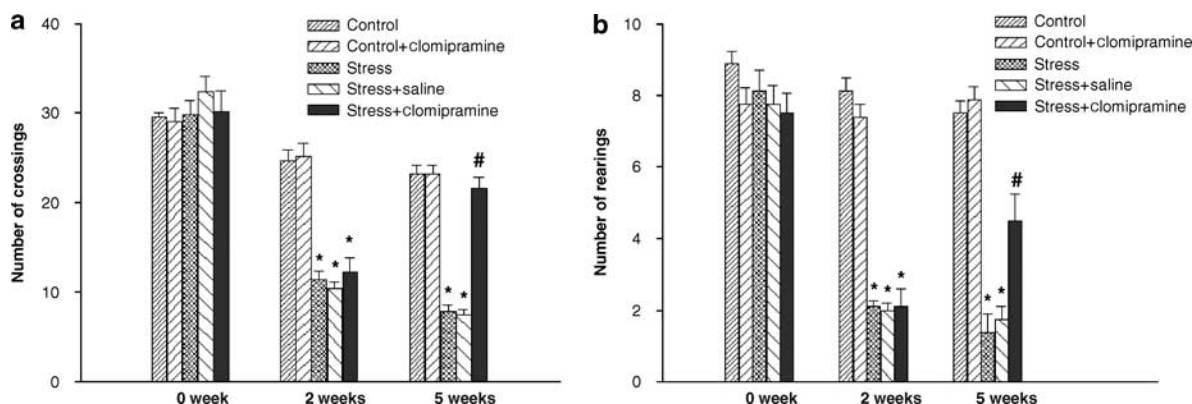 a
40
30
20
10
0
Number of crossings
Control
Control+clomipramine
Stress
Stress+saline
Stress+clomipramine
*
*
*
*
*
#
0 week
2 weeks
5 weeks
b
10
8
6
4
2
0
Number of rearings
Control
Control+clomipramine
Stress
Stress+saline
Stress+clomipramine
*
*
*
*
*
#
0 week
2 weeks
5 weeks